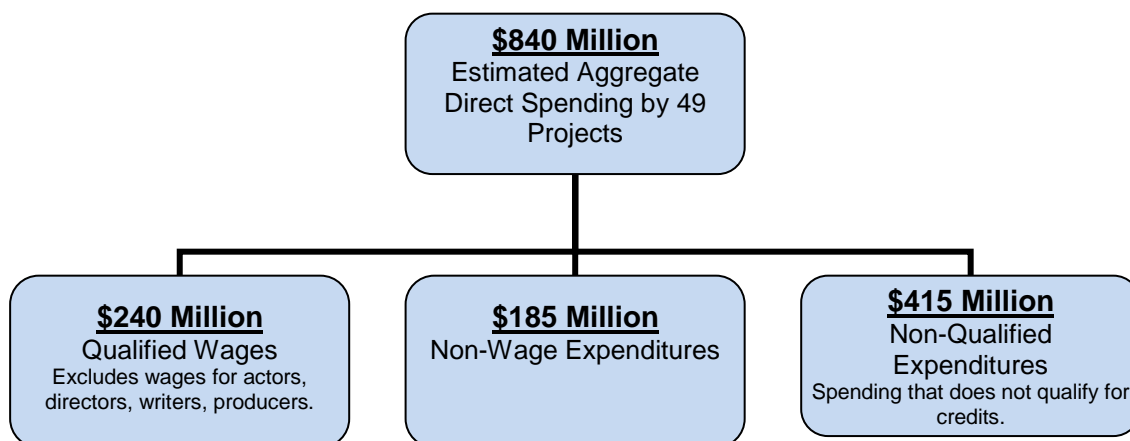 $840 Million
Estimated Aggregate
Direct Spending by 49
Projects
$240 Million
Qualified Wages
Excludes wages for actors,
directors, writers, producers.
$185 Million
Non-Wage Expenditures
$415 Million
Non-Qualified
Expenditures
Spending that does not qualify for
credits.